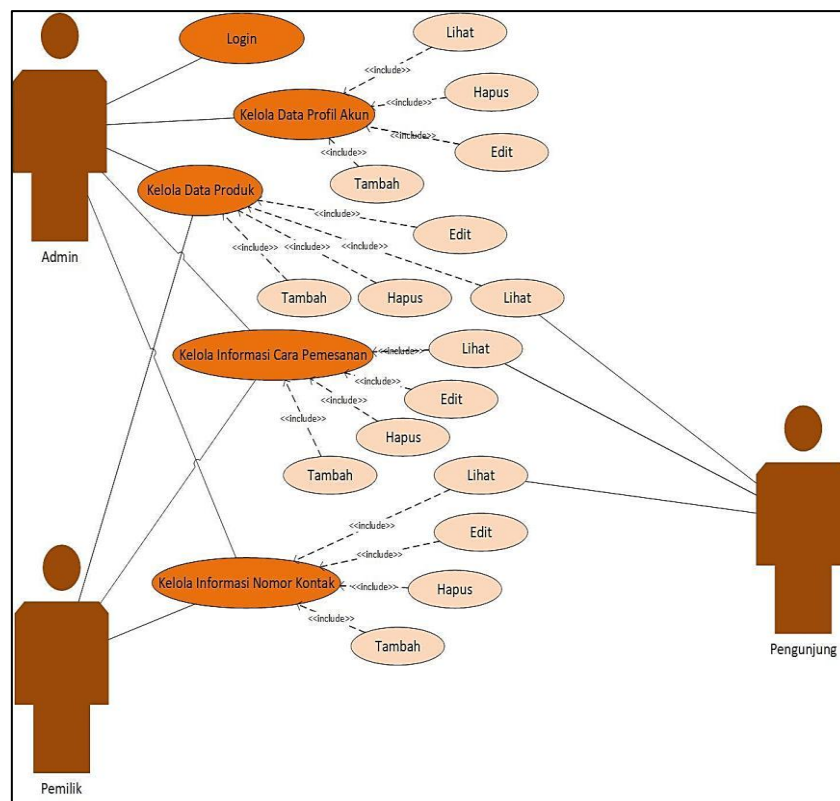 Login
Lihat
<<include>>
Hapus
<<include>>
Kelola Data Profil Akun
<<include>>
Edit
<<include>>
Tambah
Kelola Data Produk
<<include>>
Edit
<<include>>
<<include>>
<<include>>
Admin
Tambah
Hapus
Lihat
Kelola Informasi Cara Pemesanan
<<include>>
Lihat
<<include>>
Edit
<<include>>
Hapus
<<include>>
Tambah
Lihat
<<include>>
Edit
<<include>>
Kelola Informasi Nomor Kontak
<<include>>
Hapus
<<include>>
Tambah
Pengunjung
Pemilik